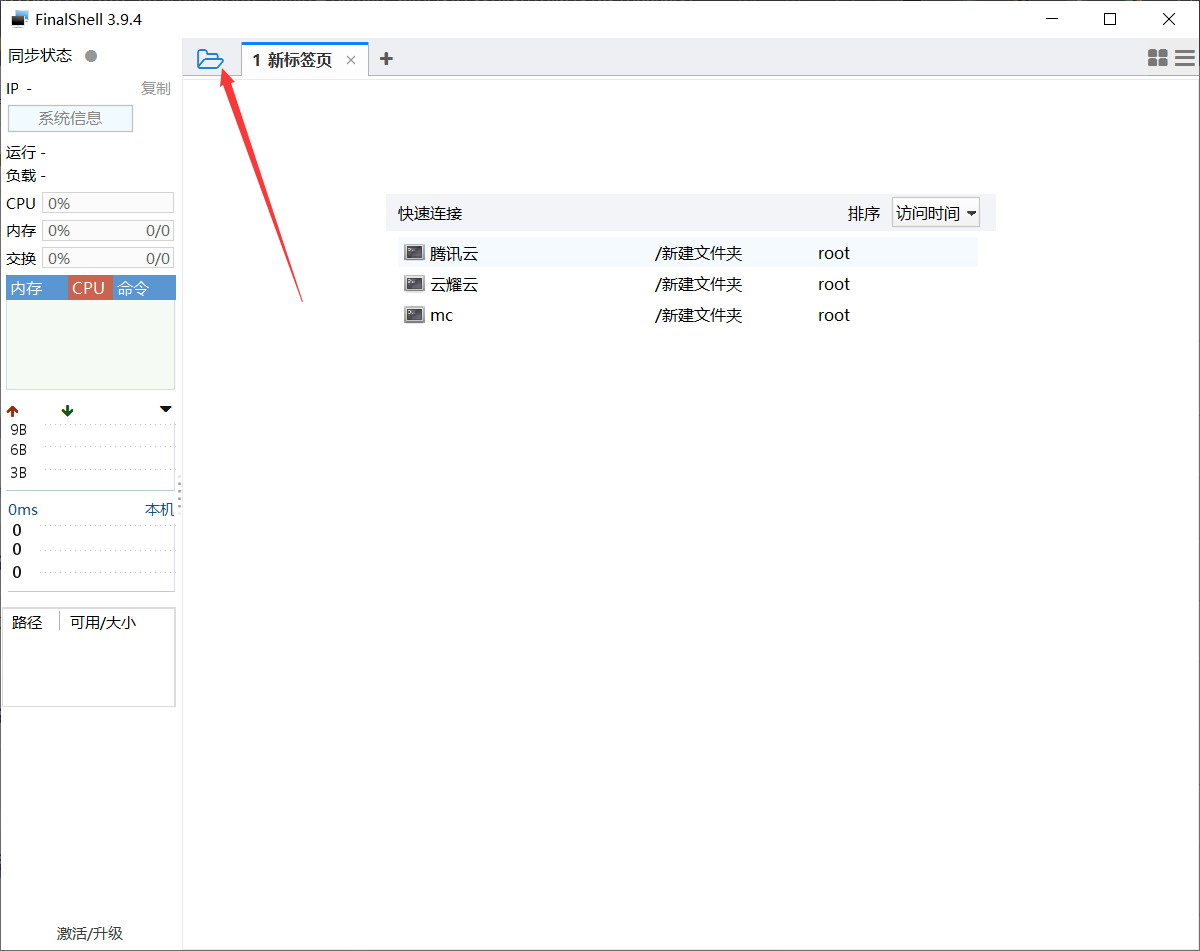 FinalShell 3.9.4
同步状态
1 新标签页
IP -
复制
系统信息
运行 -
负载 -
CPU 0%
内存 0% 0/0
交换 0% 0/0
内存 CPU 命令
9B
6B
3B
0ms 本机
0
0
0
路径 可用/大小
激活/升级
快速连接 排序 访问时间
腾讯云 /新建文件夹 root
云耀云 /新建文件夹 root
mc /新建文件夹 root